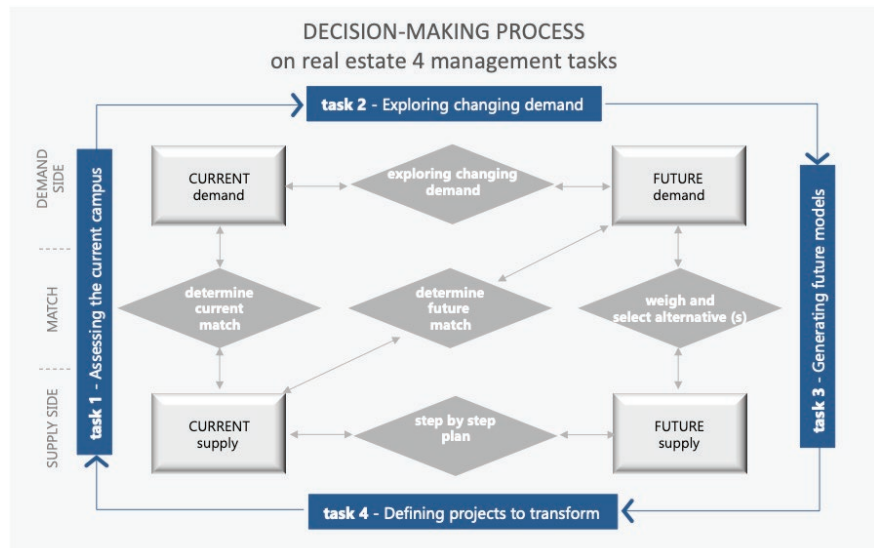 DECISION-MAKING PROCESS
on real estate 4 management tasks
task 2 - Exploring changing demand
DEMAND
SIDE
MATCH
SUPPLY SIDE
task 1 - Assessing the current campus
CURRENT
demand
exploring changing
demand
FUTURE
demand
determine
current
match
determine
future
match
weigh and
select alternative (s)
CURRENT
supply
step by step
plan
FUTURE
supply
task 3 - Generating future models
task 4 - Defining projects to transform